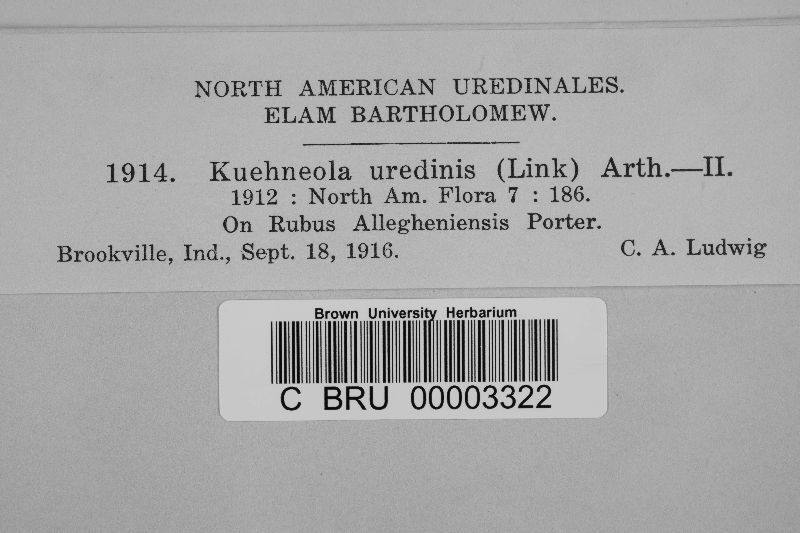 NORTH AMERICAN UREDINALES.
ELAM BARTHOLOMEW.
1914. Kuehneola uredinis (Link) Arth.—II.
1912 : North Am. Flora 7 : 186.
On Rubus Allegheniensis Porter.
Brookville, Ind., Sept. 18, 1916. C. A. Ludwig
Brown University Herbarium
C BRU 00003322